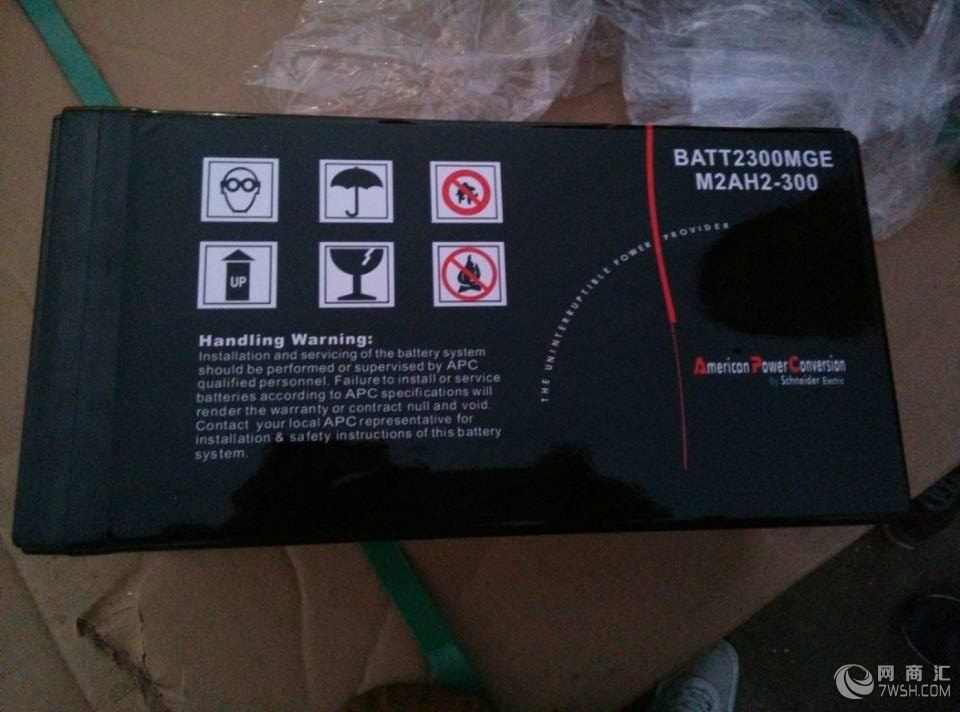 BATT2300MGE
M2AH2-300
THE UNINTERRUPTIBLE POWER PROVIDER
UP
Handling Warning:
Installation and servicing of the battery system
should be performed or supervised by APC
qualified personnel. Failure to install or service
batteries according to APC specifications will
render the warranty or contract null and void.
Contact your local APC representative for
installation & safety instructions of this battery
system.
American Power Conversion
By Schneider Electric
网商汇
7WSH.COM